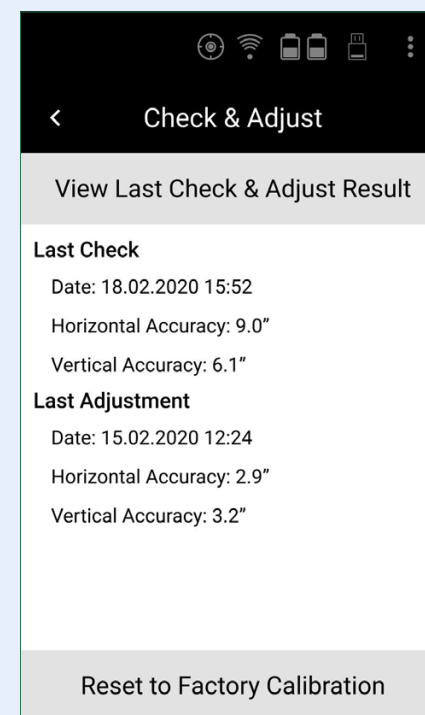 Check & Adjust
View Last Check & Adjust Result
Last Check
Date: 18.02.2020 15:52
Horizontal Accuracy: 9.0”
Vertical Accuracy: 6.1”
Last Adjustment
Date: 15.02.2020 12:24
Horizontal Accuracy: 2.9”
Vertical Accuracy: 3.2”
Reset to Factory Calibration